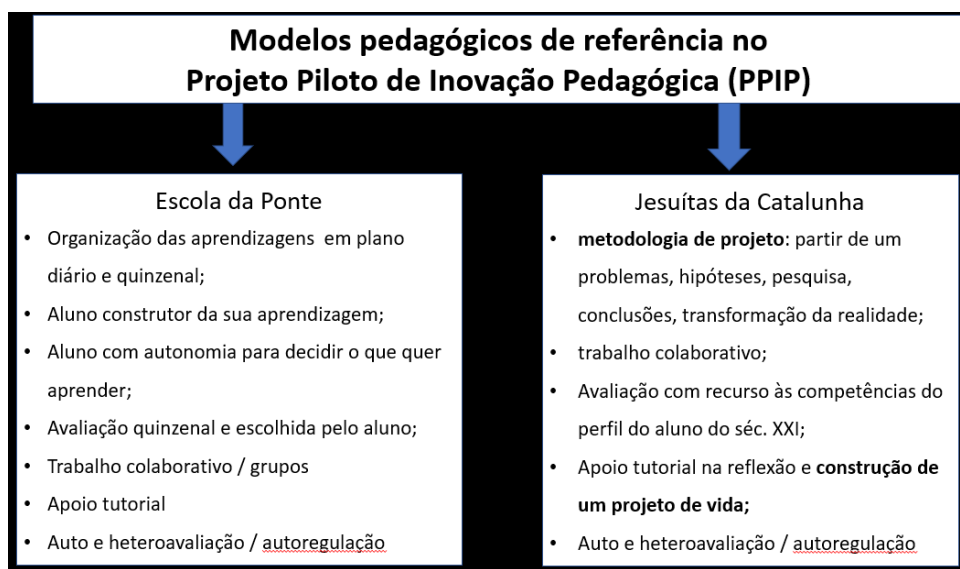 Modelos pedagógicos de referência no
Projeto Piloto de Inovação Pedagógica (PPIP)
Escola da Ponte
• Organização das aprendizagens em plano
diário e quinzenal;
• Aluno construtor da sua aprendizagem;
• Aluno com autonomia para decidir o que quer
aprender;
• Avaliação quinzenal e escolhida pelo aluno;
• Trabalho colaborativo / grupos
• Apoio tutorial
• Auto e heteroavaliação / autoregulação
Jesuítas da Catalunha
• metodologia de projeto: partir de um
problemas, hipóteses, pesquisa,
conclusões, transformação da realidade;
• trabalho colaborativo;
• Avaliação com recurso às competências do
perfil do aluno do séc. XXI;
• Apoio tutorial na reflexão e construção de
um projeto de vida;
• Auto e heteroavaliação / autoregulação